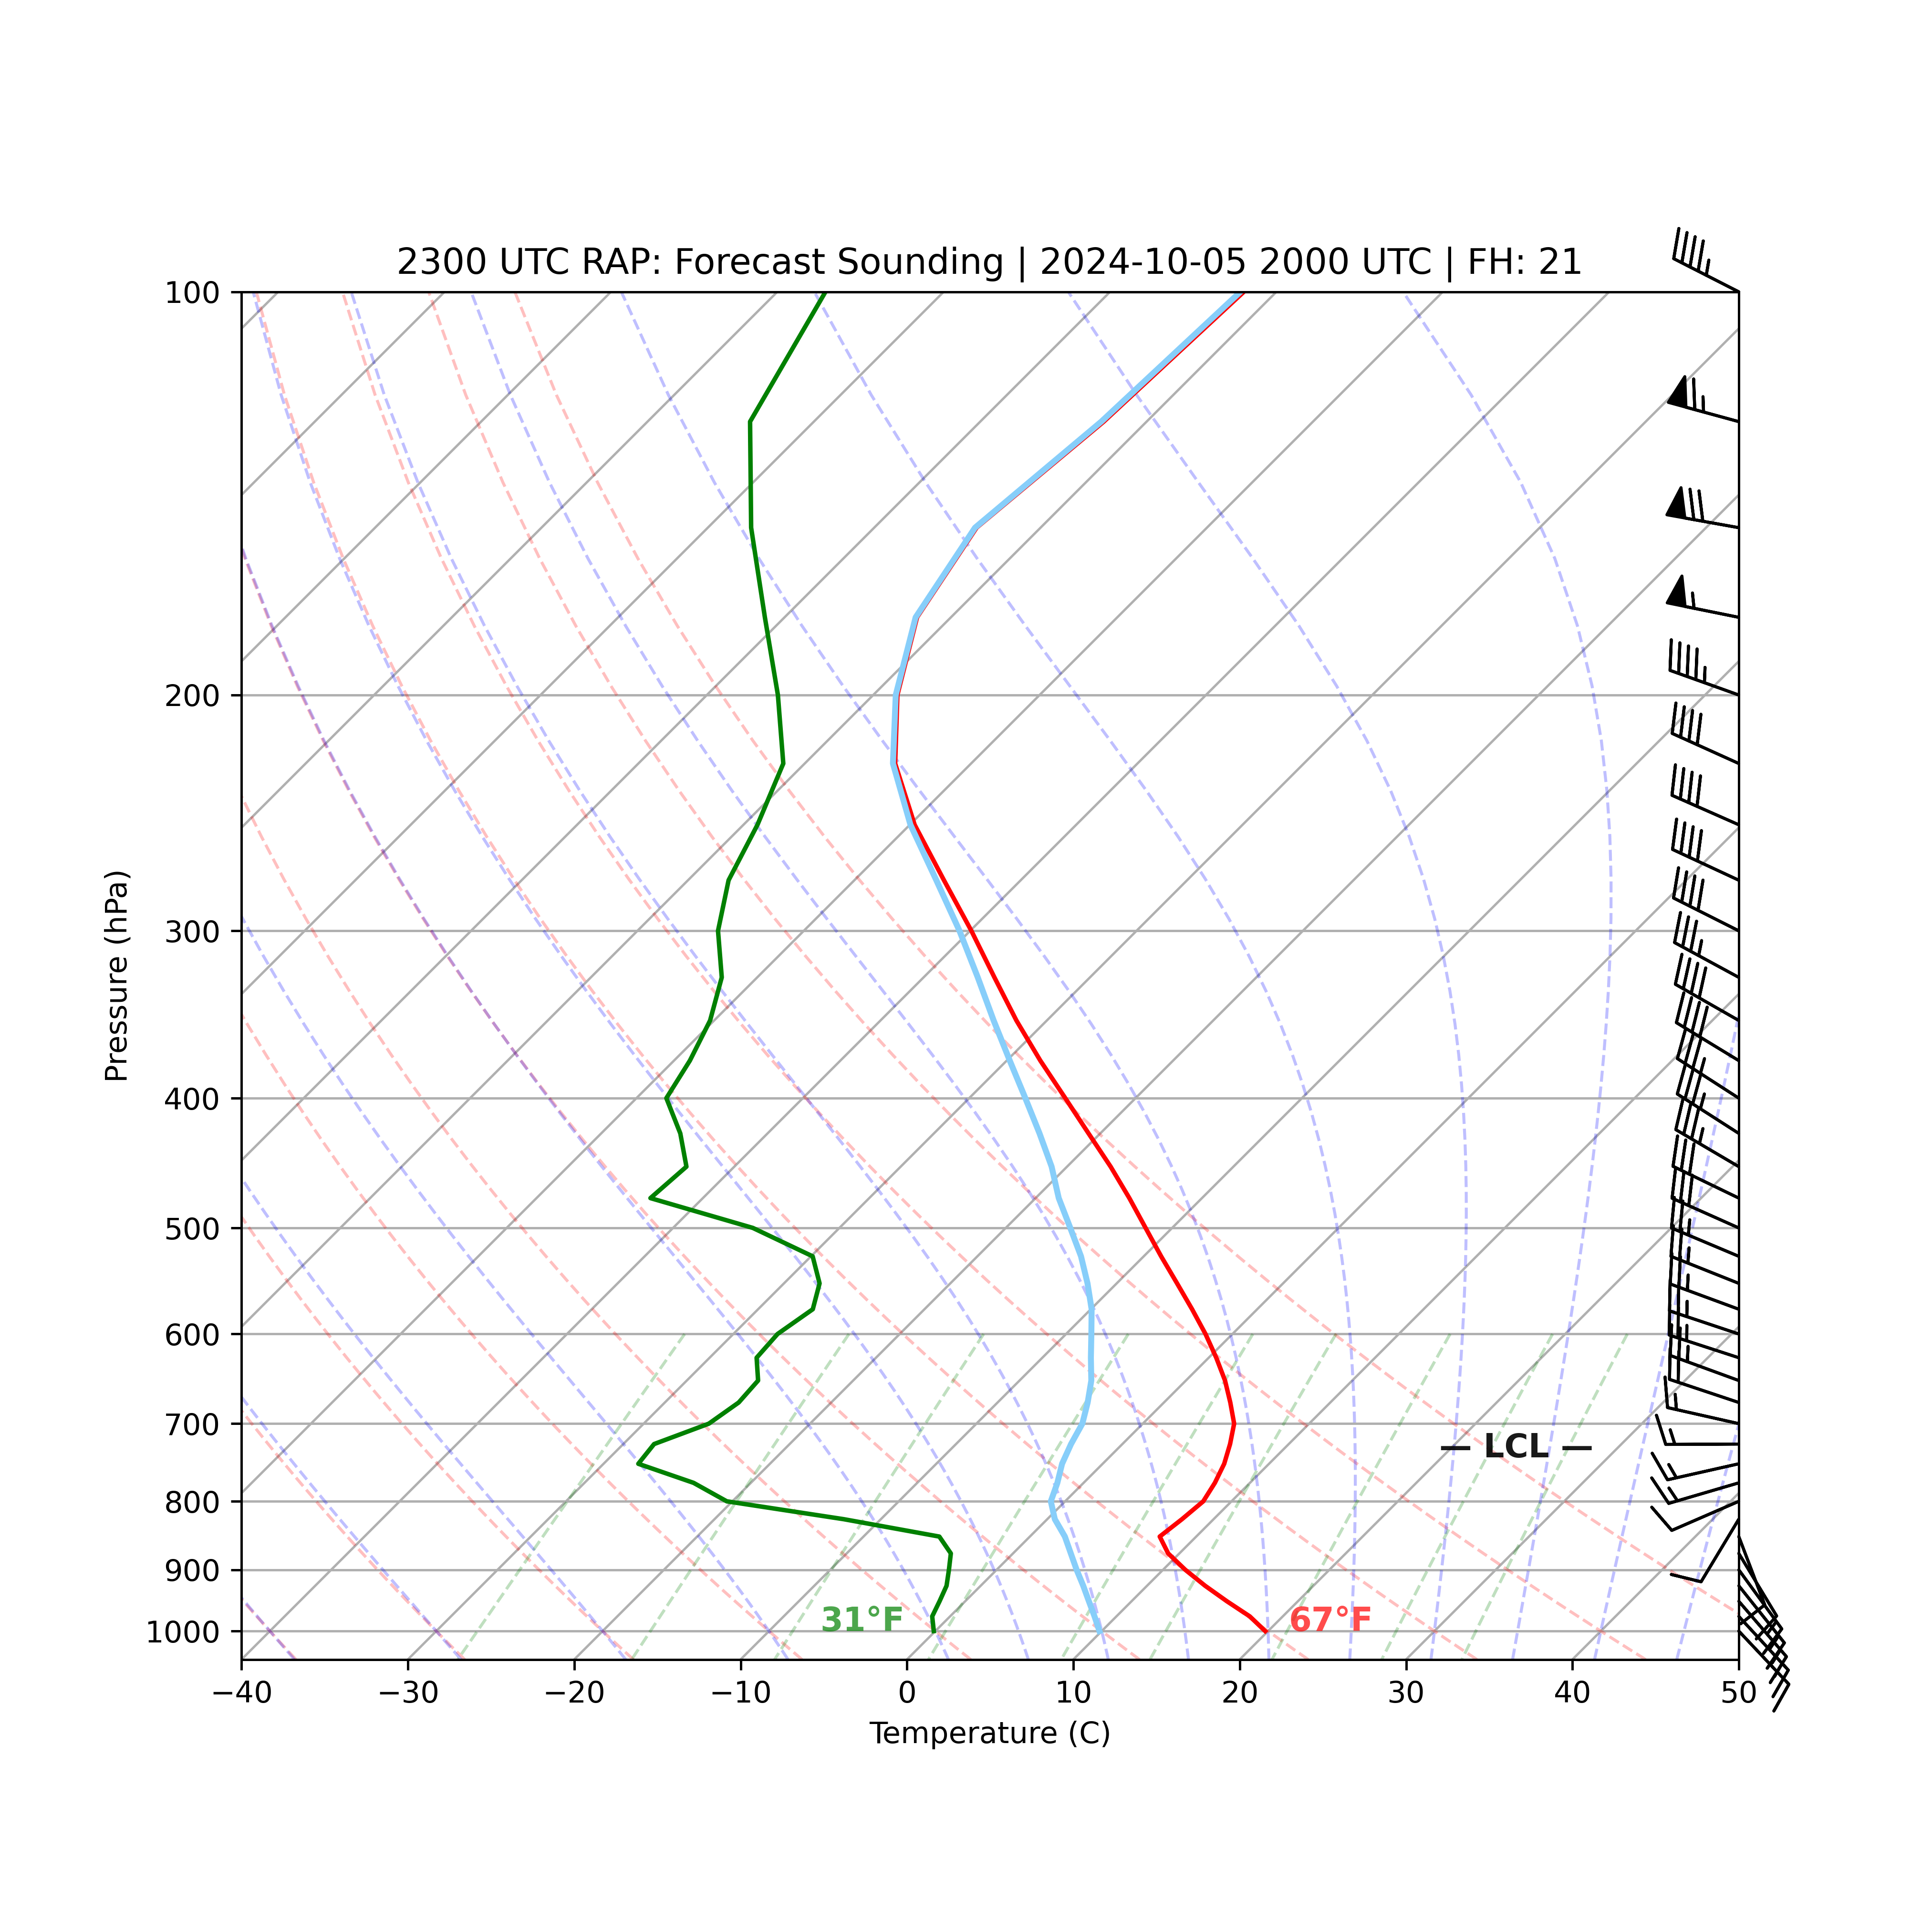 2300 UTC RAP: Forecast Sounding | 2024-10-05 2000 UTC | FH: 21
100
200
300
400
500
600
700
800
900
1000
Pressure (hPa)
— LCL —
31°F
67°F
−40 −30 −20 −10 0 10 20 30 40 50
Temperature (C)